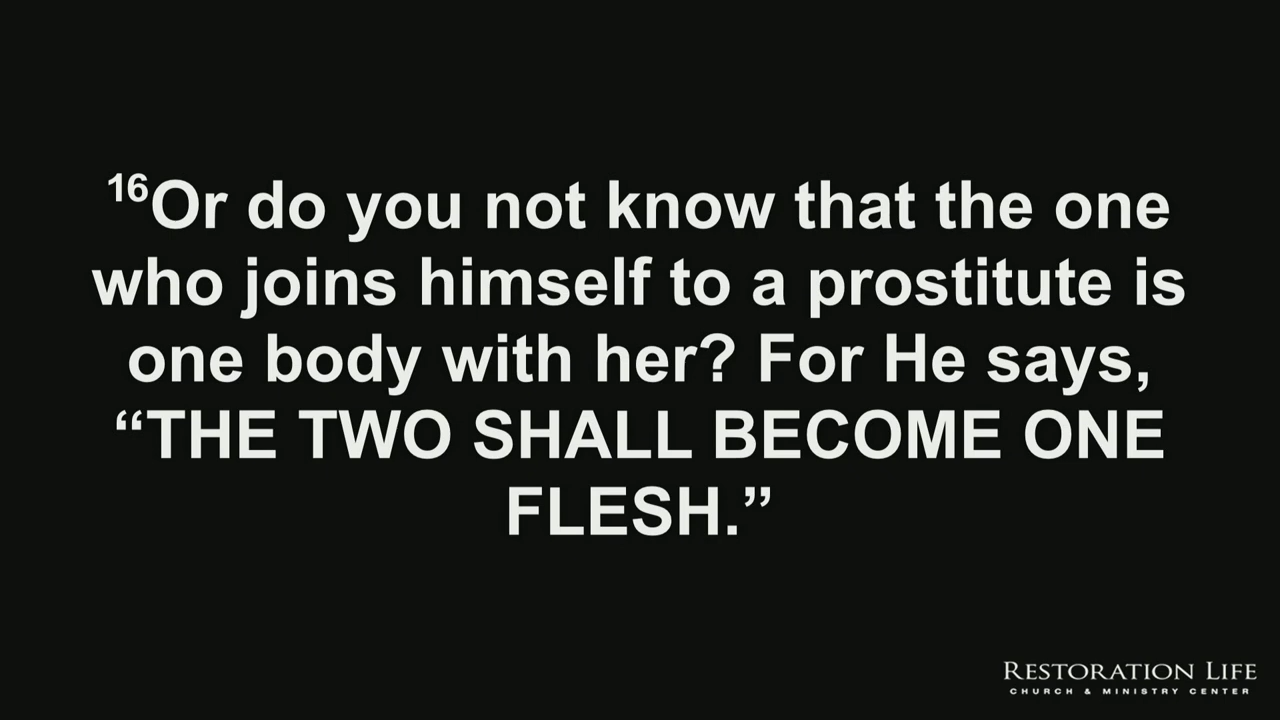 16Or do you not know that the one
who joins himself to a prostitute is
one body with her? For He says,
“THE TWO SHALL BECOME ONE
FLESH.”
RESTORATION LIFE
CHURCH & MINISTRY CENTER